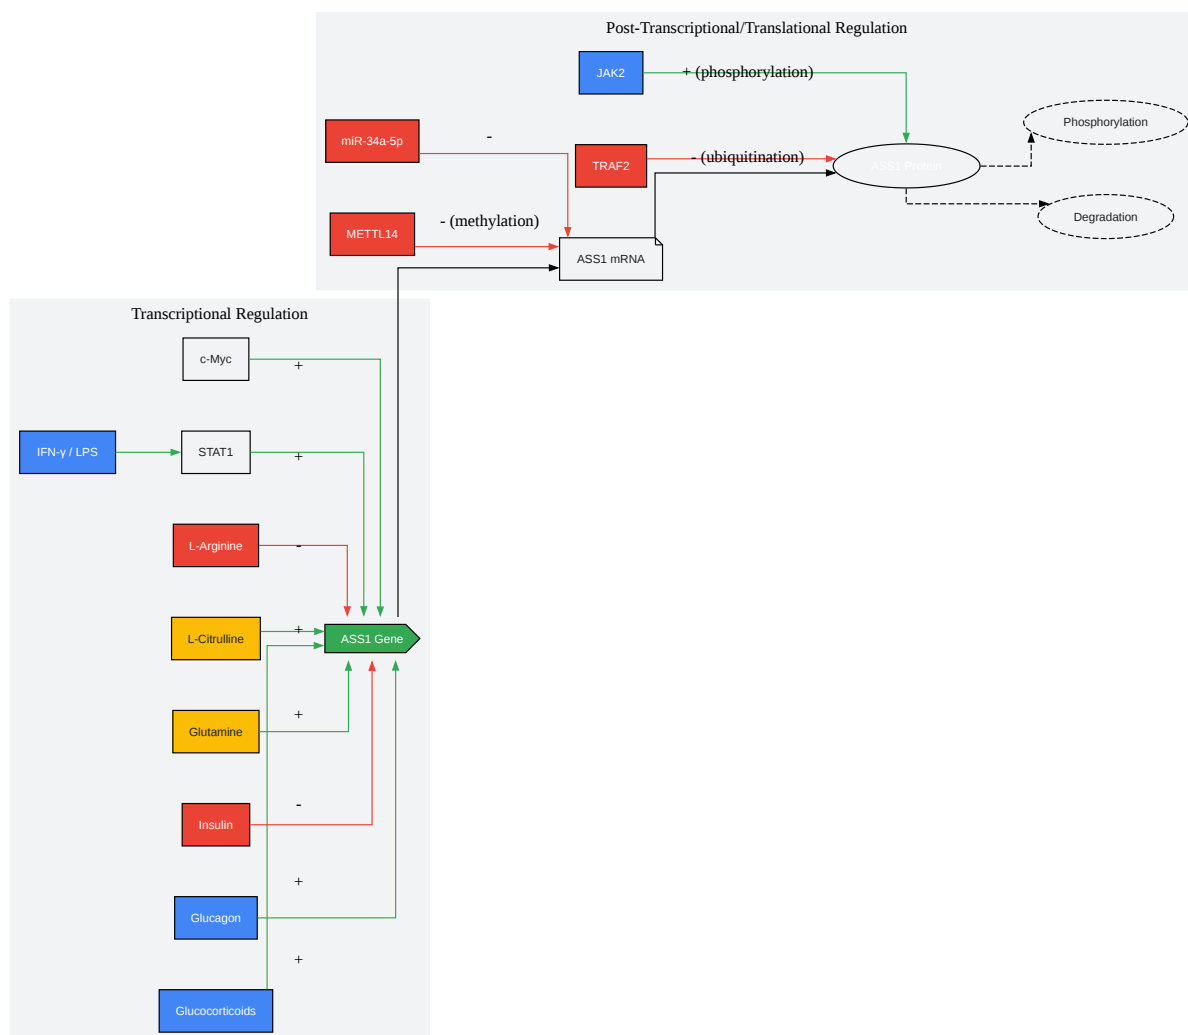 Post-Transcriptional/Translational Regulation
JAK2
+ (phosphorylation)
Phosphorylation
miR-34a-5p
-
TRAF2
- (ubiquitination)
ASS1 Protein
METTL14
- (methylation)
Degradation
ASS1 mRNA
Transcriptional Regulation
c-Myc
+
IFN-γ / LPS
STAT1
+
L-Arginine
-
L-Citrulline
+
ASS1 Gene
Glutamine
+
Insulin
-
Glucagon
+
Glucocorticoids
+